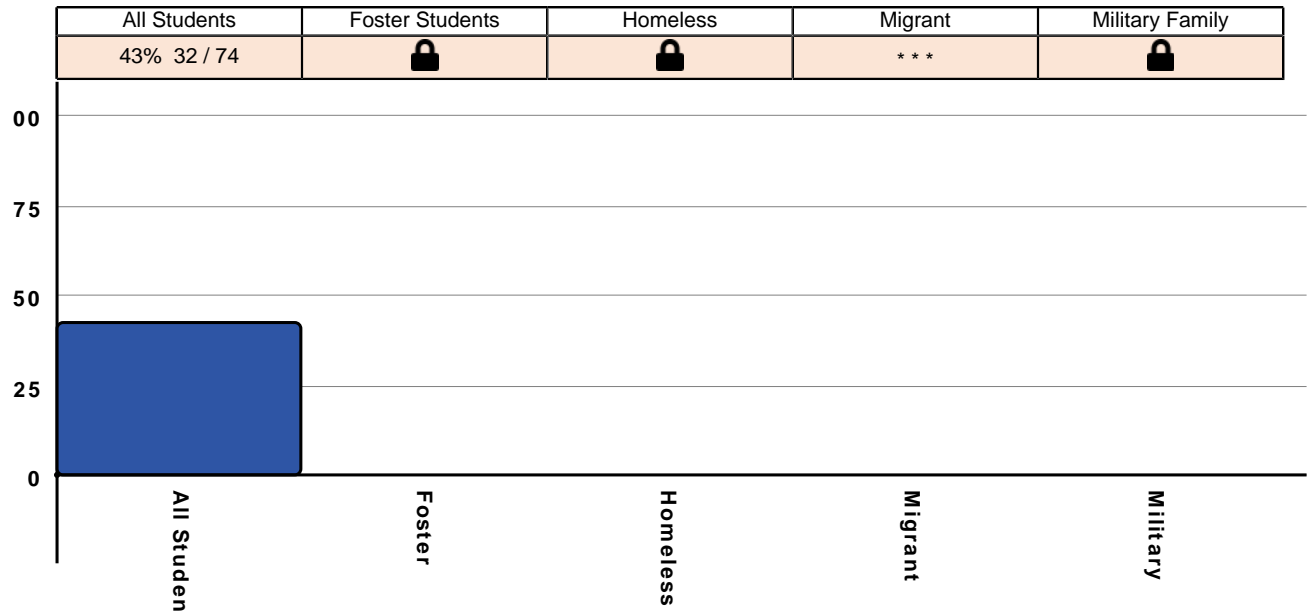 All Students Foster Students Homeless Migrant Military Family
43% 32 / 74 * * *
00
75
50
25
0
All Studen
Foster
Homeless
Migrant
Military